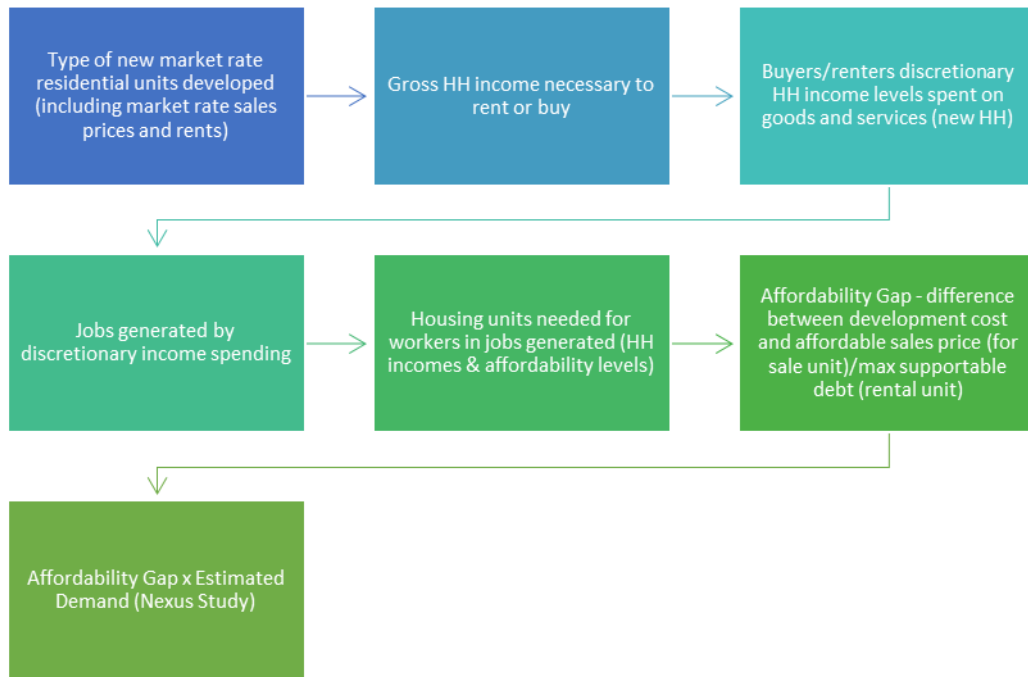 Type of new market rate
residential units developed
(including market rate sales
prices and rents)
Gross HH income necessary to
rent or buy
Buyers/renters discretionary
HH income levels spent on
goods and services (new HH)
Jobs generated by
discretionary income spending
Housing units needed for
workers in jobs generated (HH
incomes & affordability levels)
Affordability Gap - difference
between development cost
and affordable sales price (for
sale unit)/max supportable
debt (rental unit)
Affordability Gap x Estimated
Demand (Nexus Study)